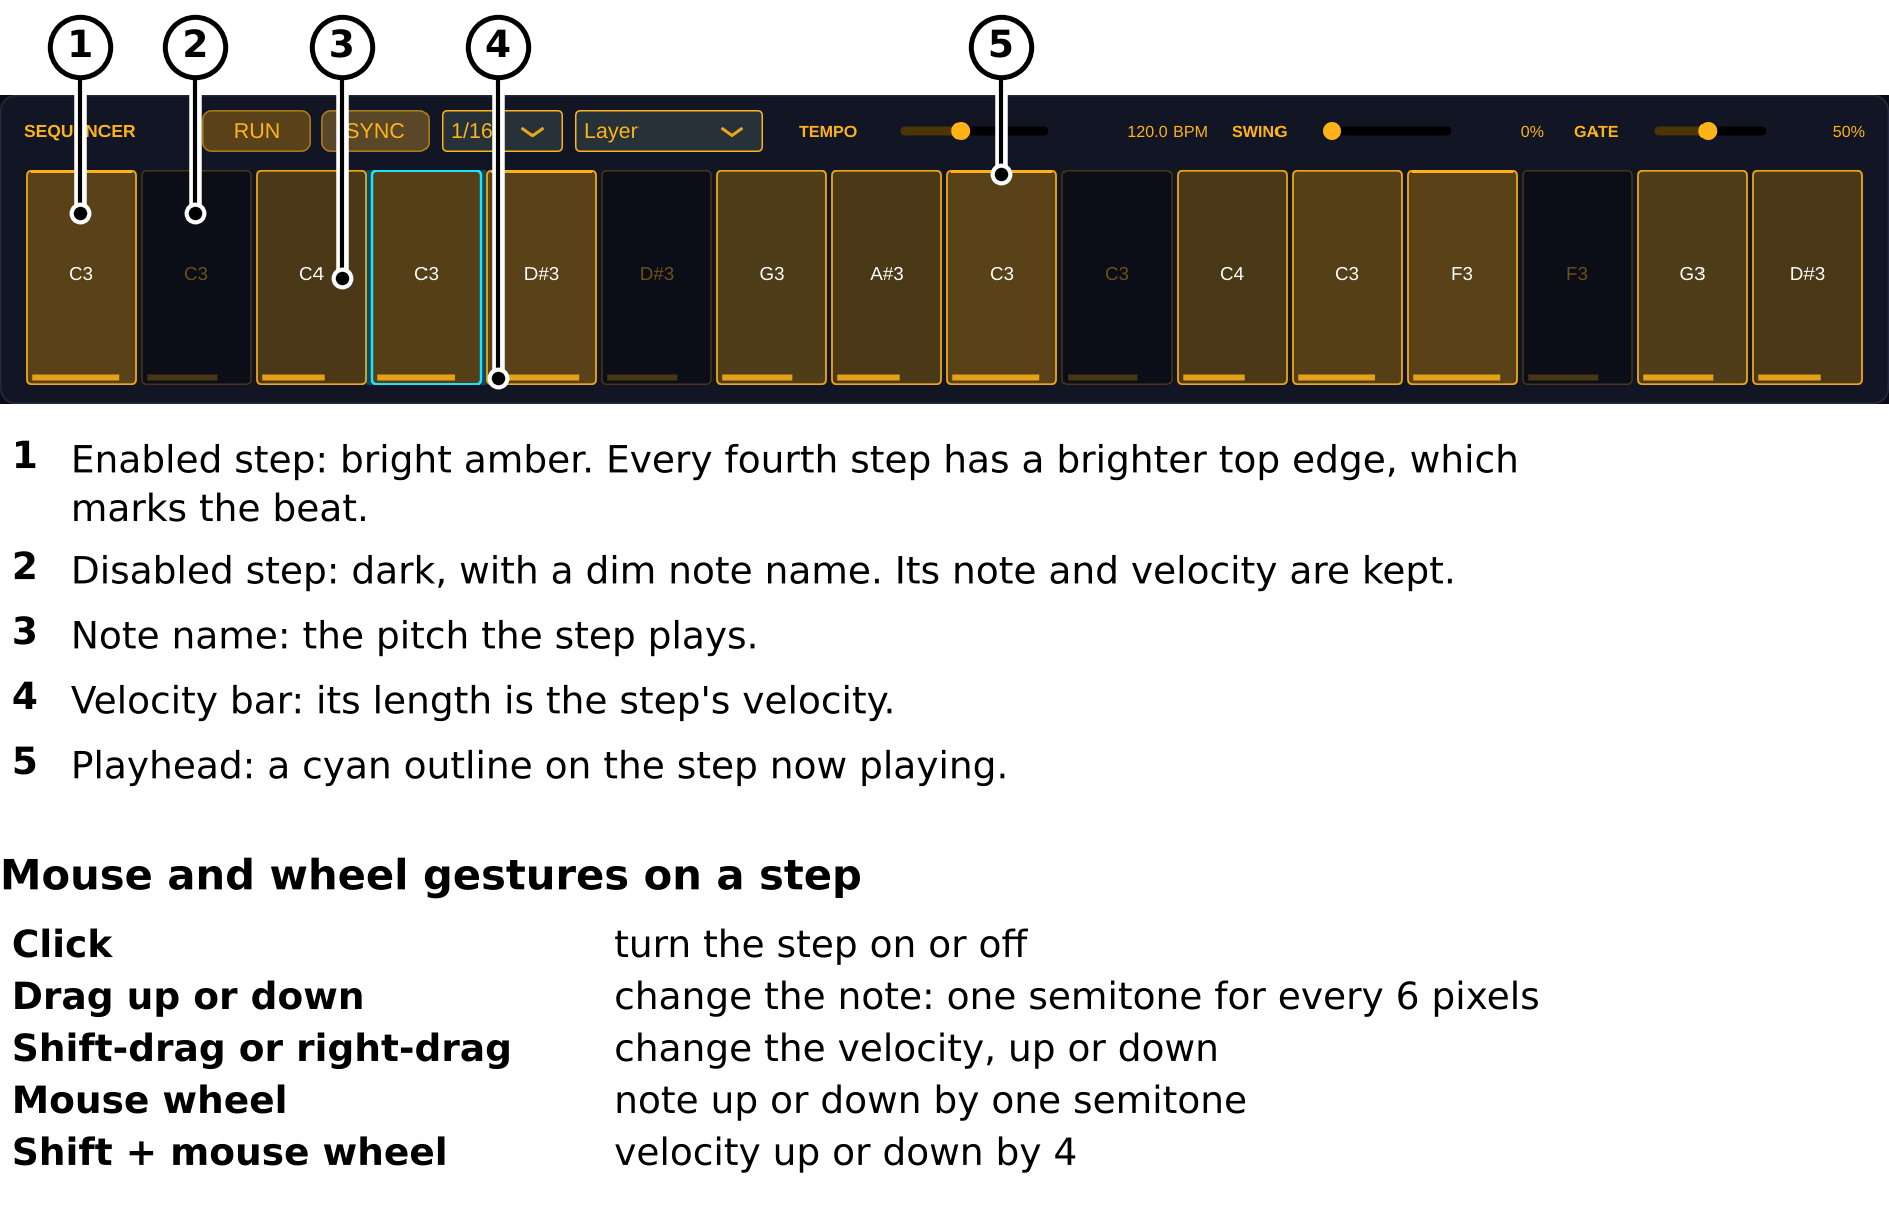 1 2 3 4 5
SEQUENCER RUN SYNC 1/16 Layer TEMPO 120.0 BPM SWING 0% GATE 50%
C3 C3 C4 C3 D#3 D#3 G3 A#3 C3 C3 C4 C3 F3 F3 G3 D#3
1 Enabled step: bright amber. Every fourth step has a brighter top edge, which
marks the beat.
2 Disabled step: dark, with a dim note name. Its note and velocity are kept.
3 Note name: the pitch the step plays.
4 Velocity bar: its length is the step's velocity.
5 Playhead: a cyan outline on the step now playing.
Mouse and wheel gestures on a step
Click turn the step on or off
Drag up or down change the note: one semitone for every 6 pixels
Shift-drag or right-drag change the velocity, up or down
Mouse wheel note up or down by one semitone
Shift + mouse wheel velocity up or down by 4